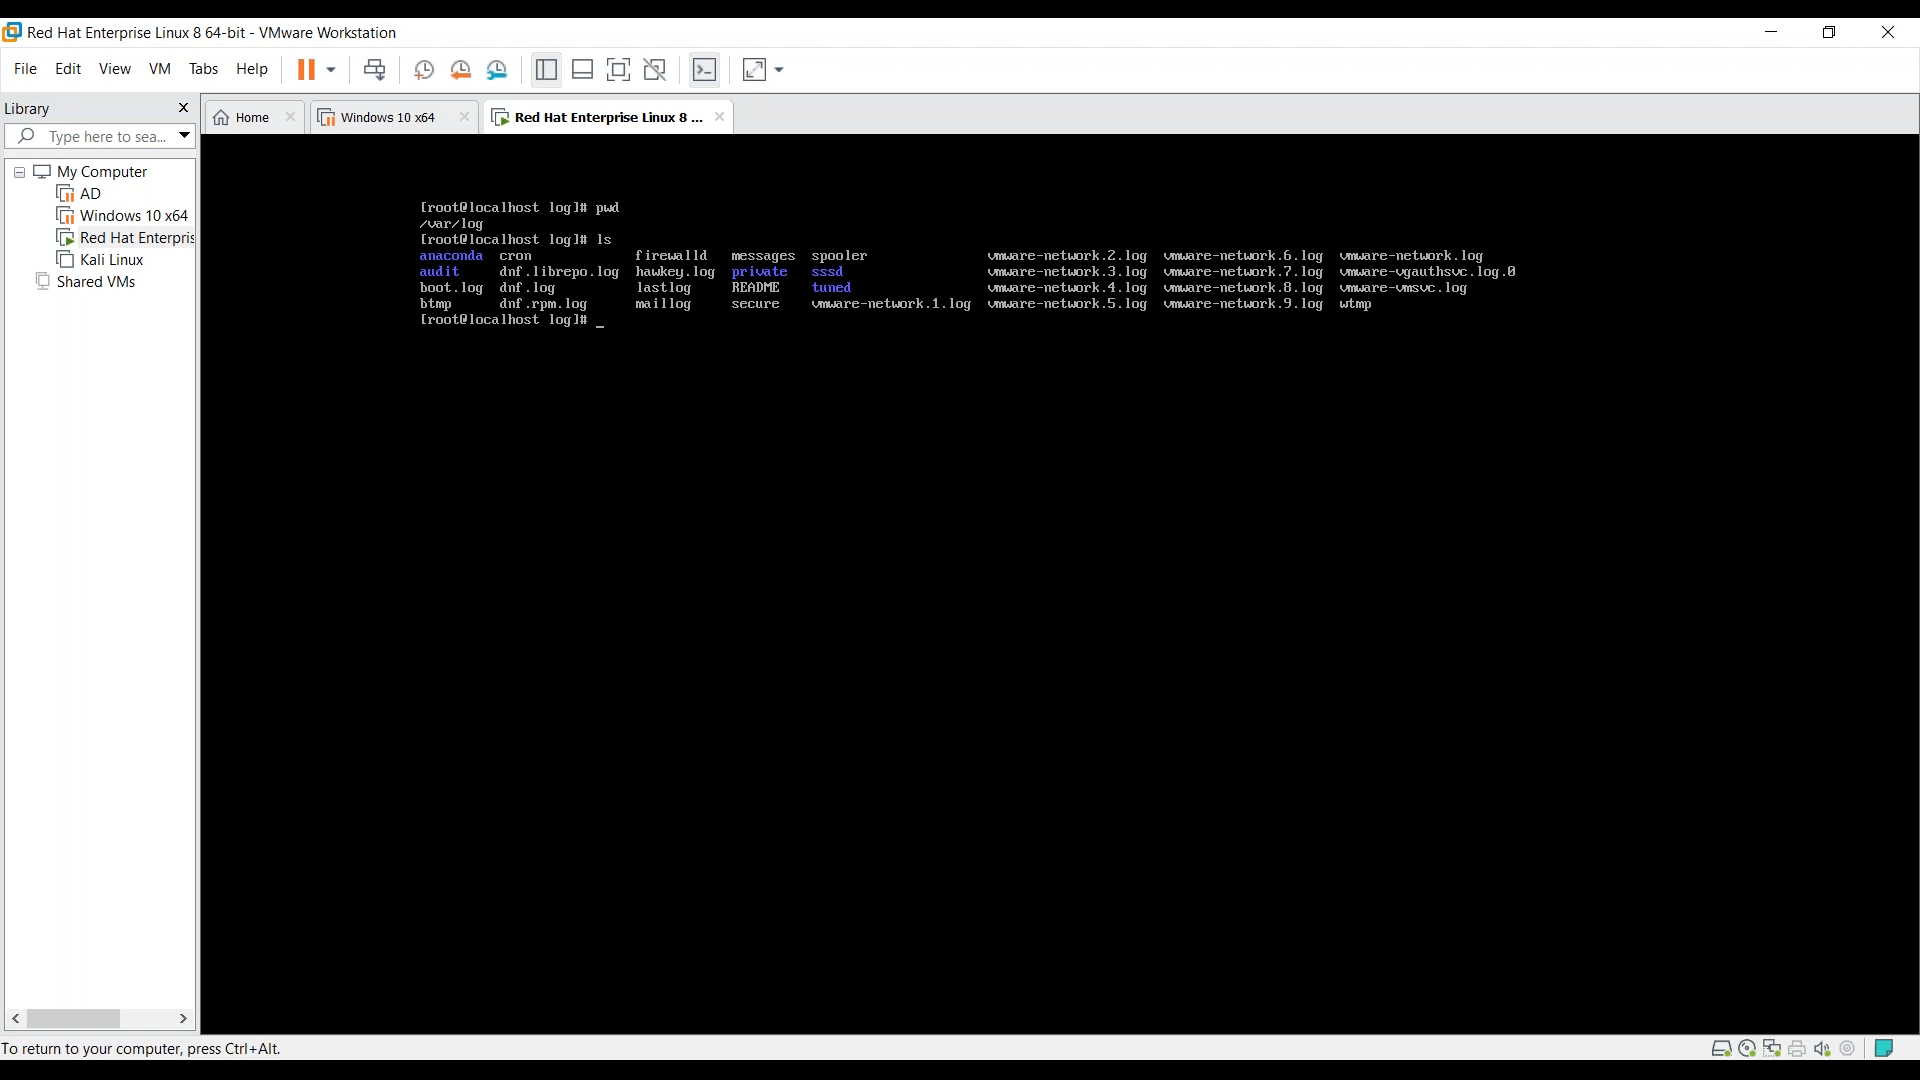 Red Hat Enterprise Linux 8 64-bit - VMware Workstation
File Edit View VM Tabs Help
Library
Type here to sea...
My Computer
AD
Windows 10 x64
Red Hat Enterpris
Kali Linux
Shared VMs
Home
Windows 10 x64
Red Hat Enterprise Linux 8 ...
[root@localhost log]# pwd
/var/log
[root@localhost log]# ls
anaconda cron firewalld messages spooler vmware-network.2.log vmware-network.6.log vmware-network.log
audit dnf.librepo.log hawkey.log private sssd vmware-network.3.log vmware-network.7.log vmware-vgauthsvc.log.0
boot.log dnf.log lastlog README tuned vmware-network.4.log vmware-network.8.log vmware-vmsvc.log
btmp dnf.rpm.log maillog secure vmware-network.1.log vmware-network.5.log vmware-network.9.log wtmp
[root@localhost log]# _
To return to your computer, press Ctrl+Alt.